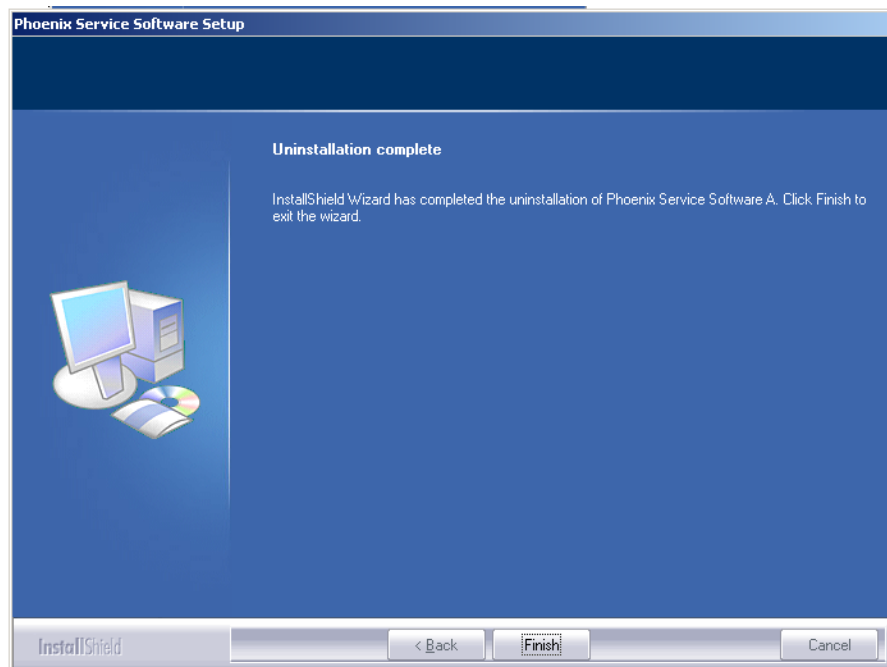 Phoenix Service Software Setup
Uninstallation complete
InstallShield Wizard has completed the uninstallation of Phoenix Service Software A. Click Finish to
exit the wizard.
InstallShield
< Back
Finish
Cancel